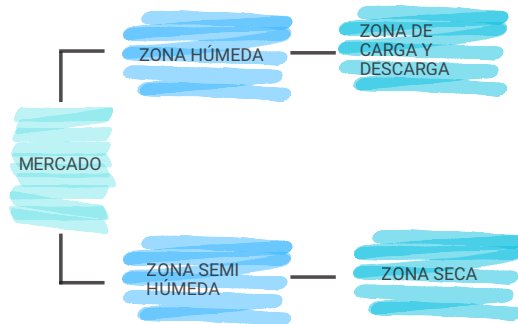 ZONA HÚMEDA
ZONA DE
CARGA Y
DESCARGA
MERCADO
ZONA SEMI
HÚMEDA
ZONA SECA